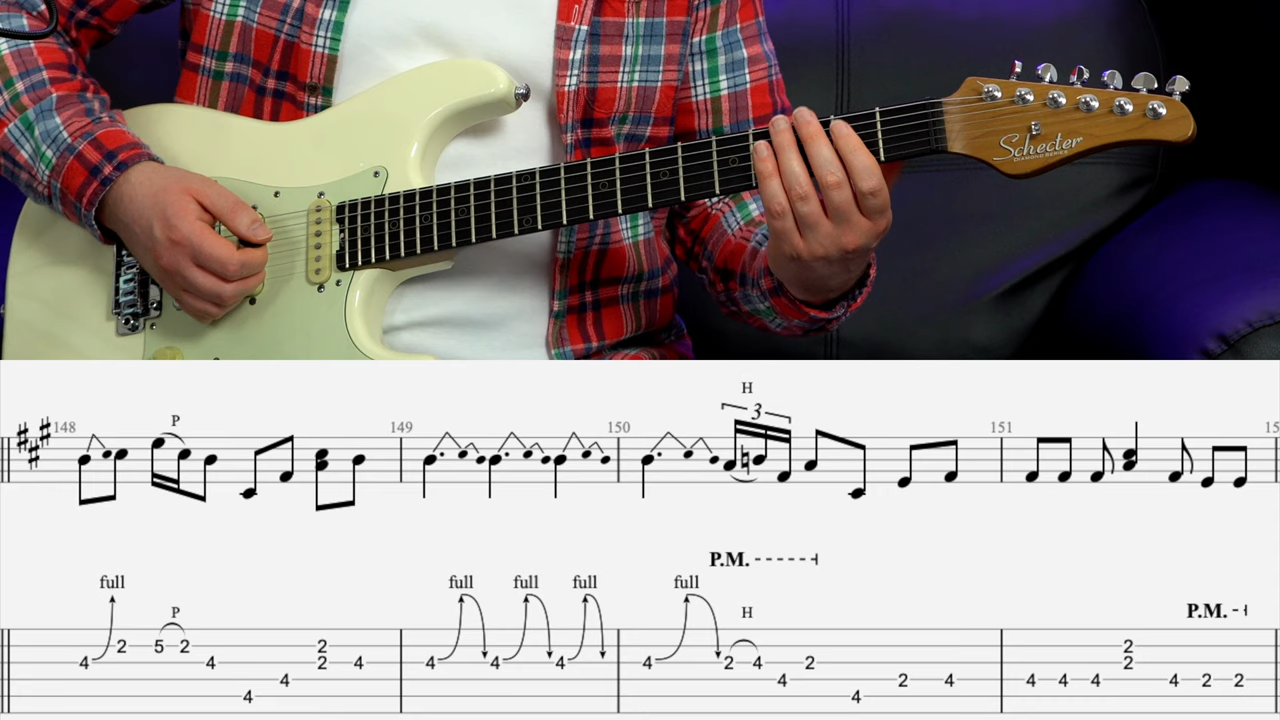 Schecter
DIAMOND SERIES
H
148 P 149 150 3 151 15
P.M.
full full full full full
P H P.M.
2 5 2 2 2
4 4 2 4 4 4 4 4 2 4 2 2
4 4 2 4 4 4 4 4 2 2
4 4